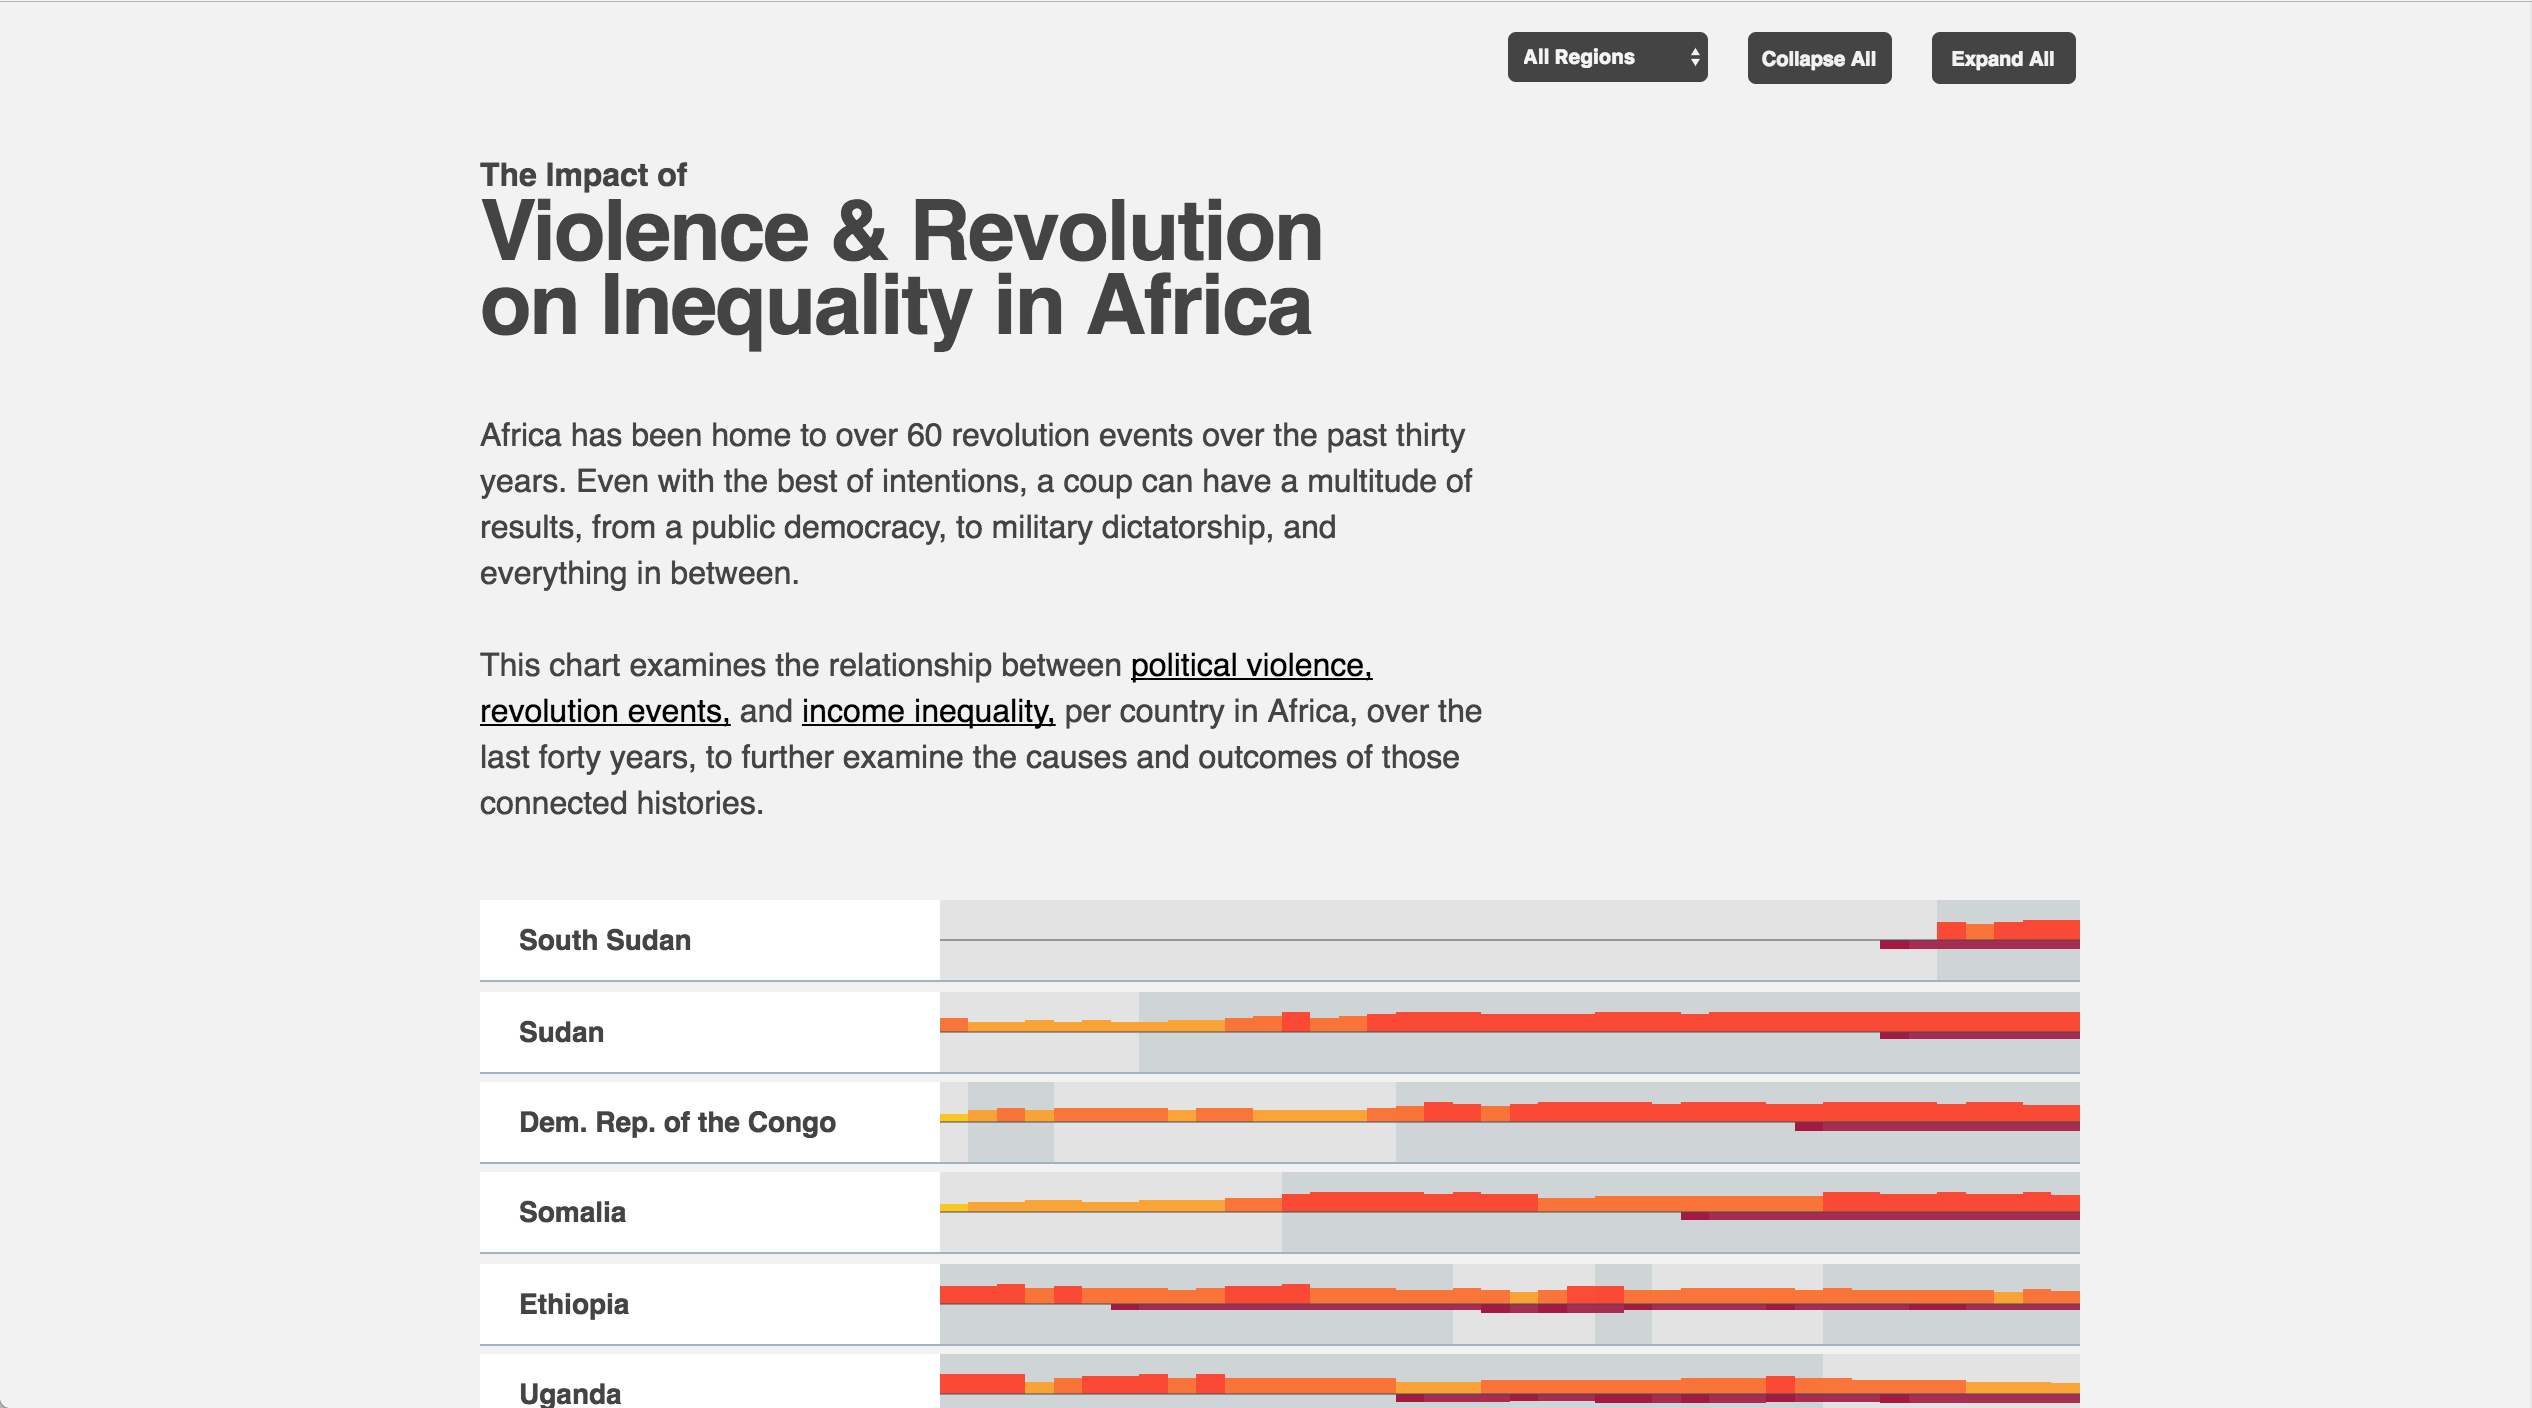 All Regions
Collapse All
Expand All
The Impact of
Violence & Revolution
on Inequality in Africa
Africa has been home to over 60 revolution events over the past thirty
years. Even with the best of intentions, a coup can have a multitude of
results, from a public democracy, to military dictatorship, and
everything in between.
This chart examines the relationship between political violence,
revolution events, and income inequality, per country in Africa, over the
last forty years, to further examine the causes and outcomes of those
connected histories.
South Sudan
Sudan
Dem. Rep. of the Congo
Somalia
Ethiopia
Uganda